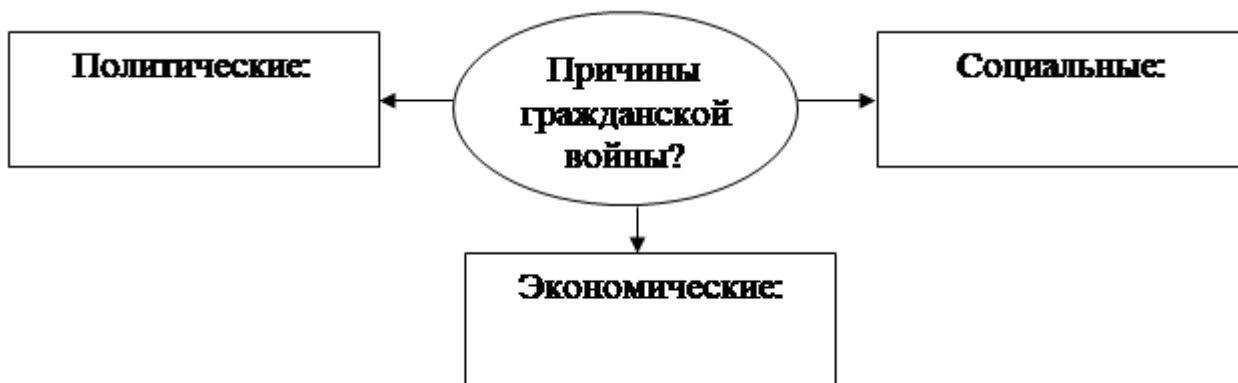 Политические:
Причины
гражданской
войны?
Социальные:
Экономические: